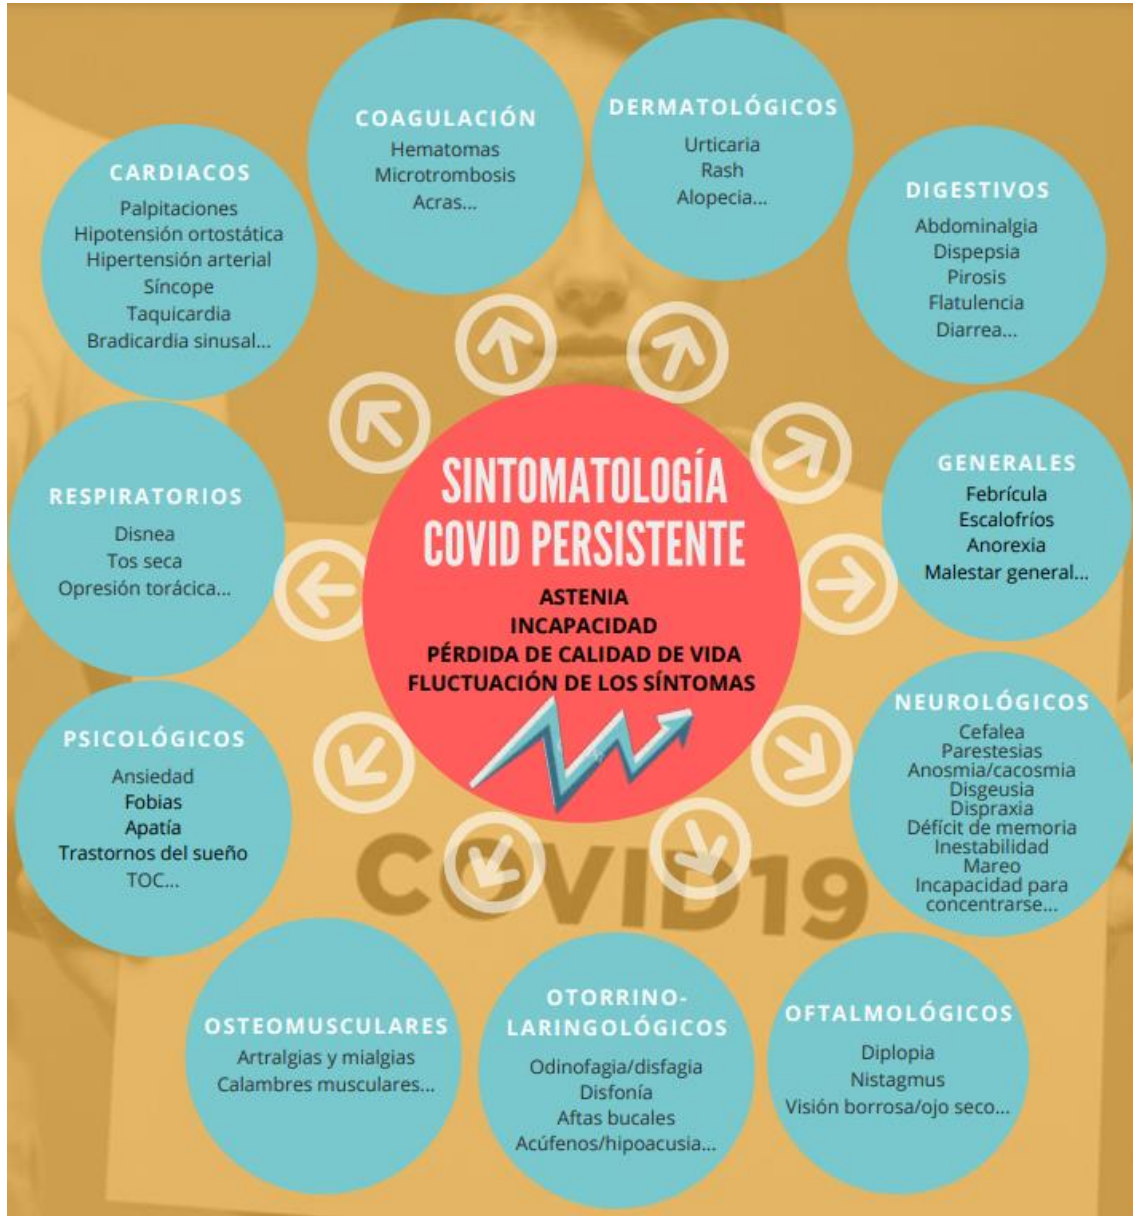 COAGULACIÓN
Hematomas
Microtrombosis
Acras...
DERMATOLÓGICOS
Urticaria
Rash
Alopecia...
CARDIACOS
Palpitaciones
Hipotensión ortostática
Hipertensión arterial
Síncope
Taquicardia
Bradicardia sinusal...
DIGESTIVOS
Abdominalgia
Dispepsia
Pirosis
Flatulencia
Diarrea...
RESPIRATORIOS
Disnea
Tos seca
Opresión torácica...
SINTOMATOLOGÍA
COVID PERSISTENTE
ASTENIA
INCAPACIDAD
PÉRDIDA DE CALIDAD DE VIDA
FLUCTUACIÓN DE LOS SÍNTOMAS
GENERALES
Febrícula
Escalofríos
Anorexia
Malestar general...
PSICOLÓGICOS
Ansiedad
Fobias
Apatía
Trastornos del sueño
TOC...
NEUROLÓGICOS
Cefalea
Parestesias
Anosmia/cacosmia
Disgeusia
Dispraxia
Défícit de memoria
Inestabilidad
Mareo
Incapacidad para
concentrarse...
COVID19
OSTEOMUSCULARES
Artralgias y mialgias
Calambres musculares...
OTORRINO-
LARINGOLÓGICOS
Odinofagia/disfagia
Disfonía
Aftas bucales
Acúfenos/hipoacusia...
OFTALMOLÓGICOS
Diplopia
Nistagmus
Visión borrosa/ojo seco...